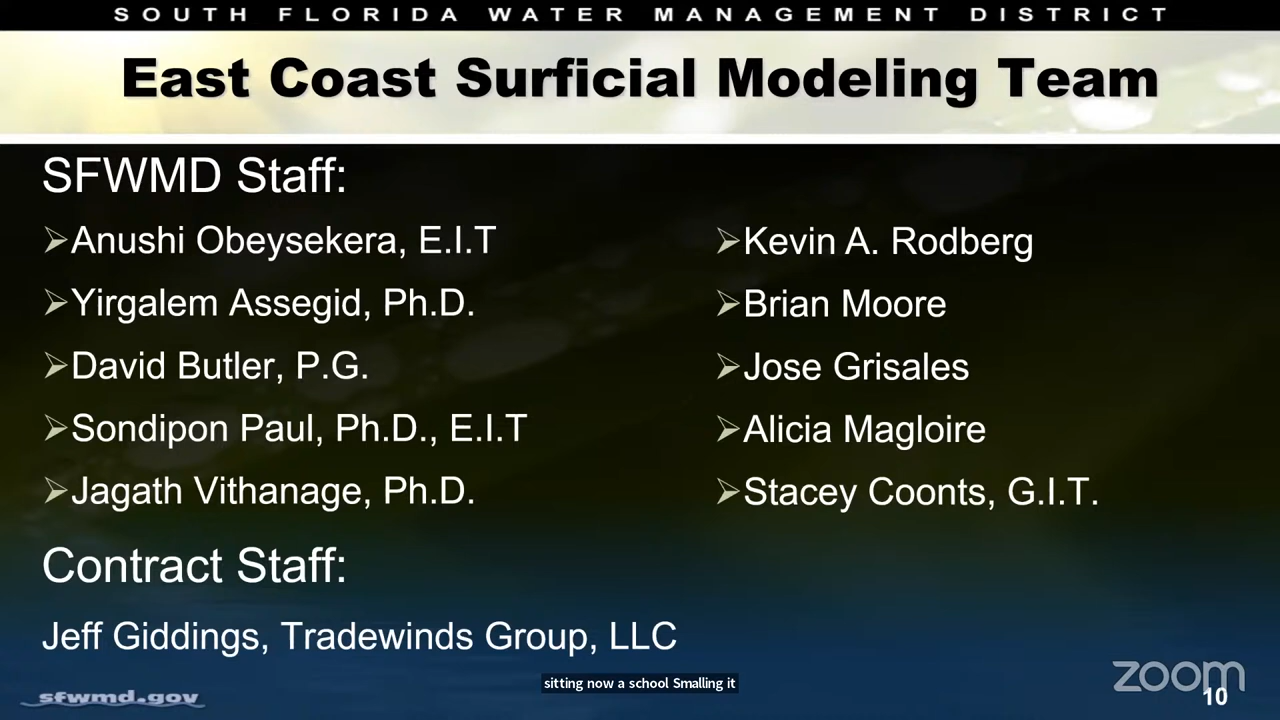 SOUTH FLORIDA WATER MANAGEMENT DISTRICT
East Coast Surficial Modeling Team
SFWMD Staff:
➢Anushi Obeysekera, E.I.T
➢Yirgalem Assegid, Ph.D.
➢David Butler, P.G.
➢Sondipon Paul, Ph.D., E.I.T
➢Jagath Vithanage, Ph.D.
➢Kevin A. Rodberg
➢Brian Moore
➢Jose Grisales
➢Alicia Magloire
➢Stacey Coonts, G.I.T.
Contract Staff:
Jeff Giddings, Tradewinds Group, LLC
sitting now a school Smalling it
sfwmd.gov
zoom
10